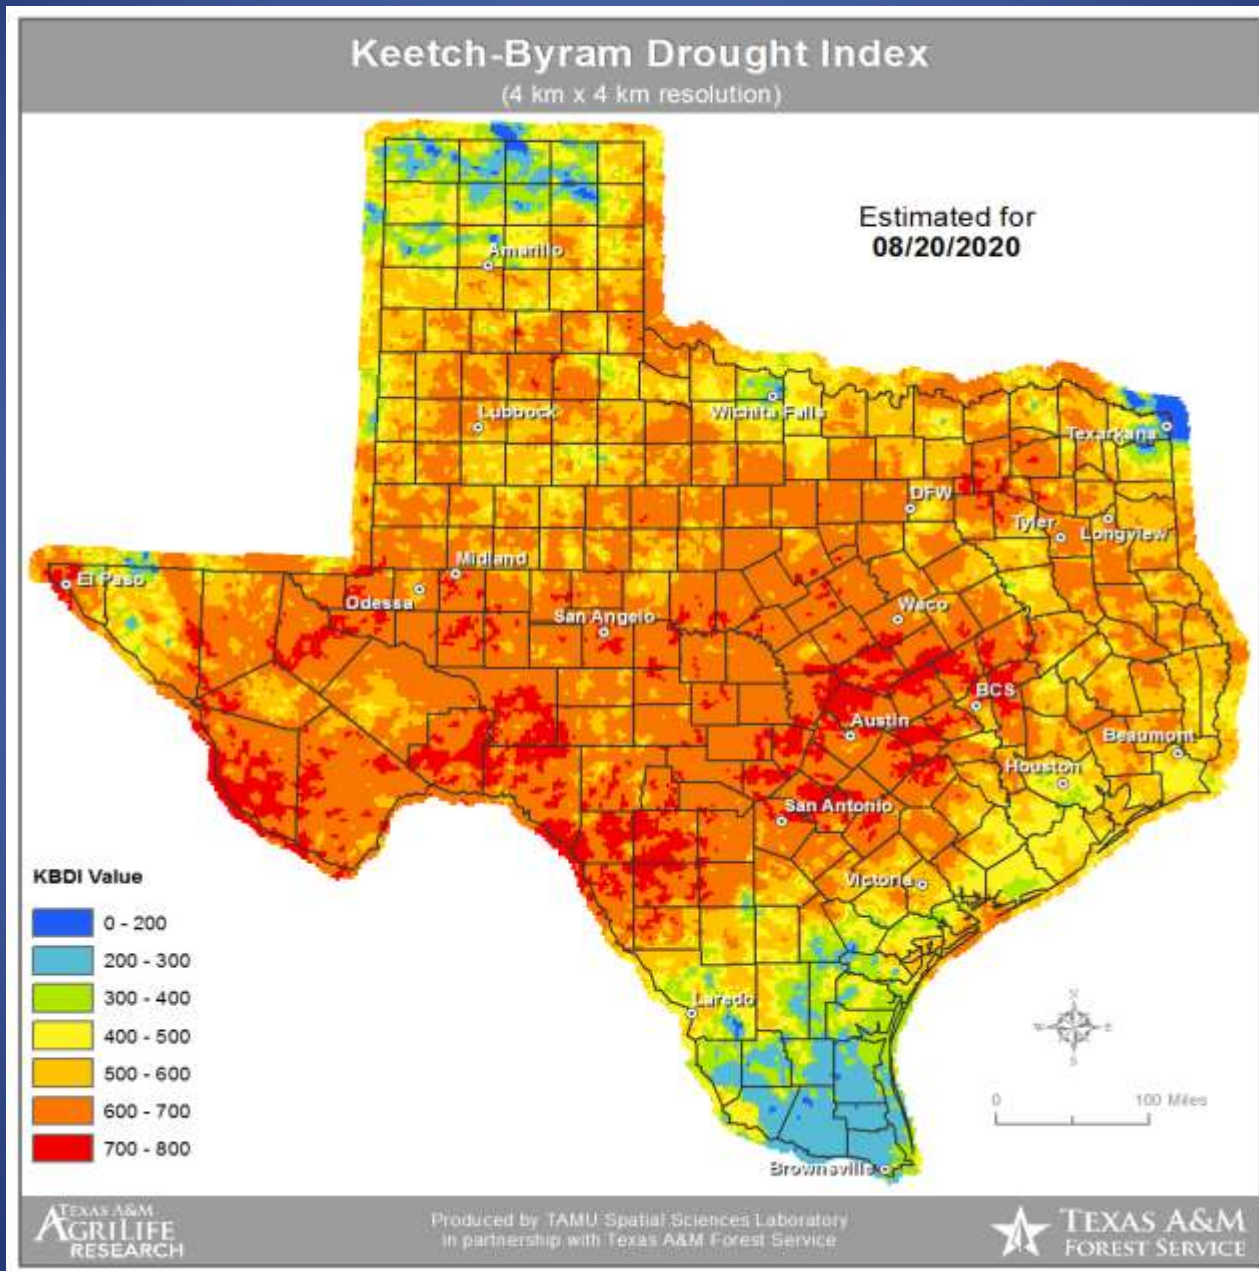 Keetch-Byram Drought Index
(4 km x 4 km resolution)
Estimated for
08/20/2020
Amarillo
Lubbock
Wichita Falls
Texarkana
DFW
Tyler
Longview
Midland
El Paso
Odessa
San Angelo
Waco
BCS
Austin
Beaumont
Houston
San Antonio
Victoria
Laredo
Brownsville
KBDI Value
0 - 200
200 - 300
300 - 400
400 - 500
500 - 600
600 - 700
700 - 800
N
W
E
S
0
100 Miles
TEXAS A&M
AGRILIFE
RESEARCH
Produced by TAMU Spatial Sciences Laboratory
in partnership with Texas A&M Forest Service
TEXAS A&M
FOREST SERVICE